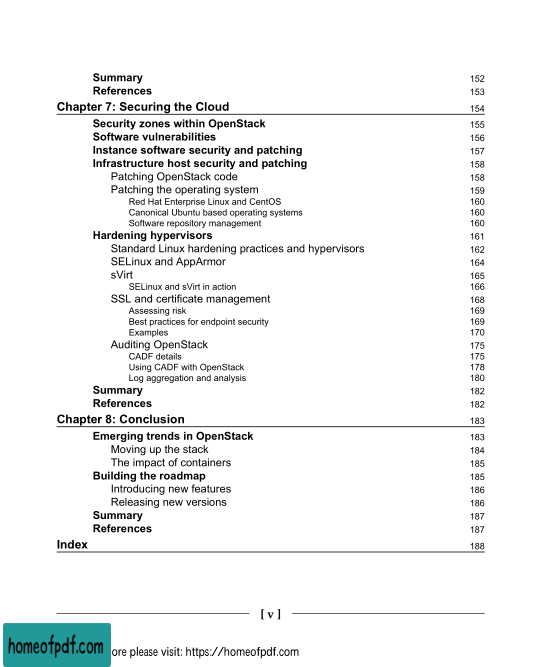 Summary 152
References 153
Chapter 7: Securing the Cloud 154
Security zones within OpenStack 155
Software vulnerabilities 156
Instance software security and patching 157
Infrastructure host security and patching 158
Patching OpenStack code 158
Patching the operating system 159
Red Hat Enterprise Linux and CentOS 160
Canonical Ubuntu based operating systems 160
Software repository management 160
Hardening hypervisors 161
Standard Linux hardening practices and hypervisors 162
SELinux and AppArmor 164
sVirt 165
SELinux and sVirt in action 166
SSL and certificate management 168
Assessing risk 169
Best practices for endpoint security 169
Examples 170
Auditing OpenStack 175
CADF details 175
Using CADF with OpenStack 178
Log aggregation and analysis 180
Summary 182
References 182
Chapter 8: Conclusion 183
Emerging trends in OpenStack 183
Moving up the stack 184
The impact of containers 185
Building the roadmap 185
Introducing new features 186
Releasing new versions 186
Summary 187
References 187
Index 188
[ v ]
homeofpdf.com ore please visit: https://homeofpdf.com